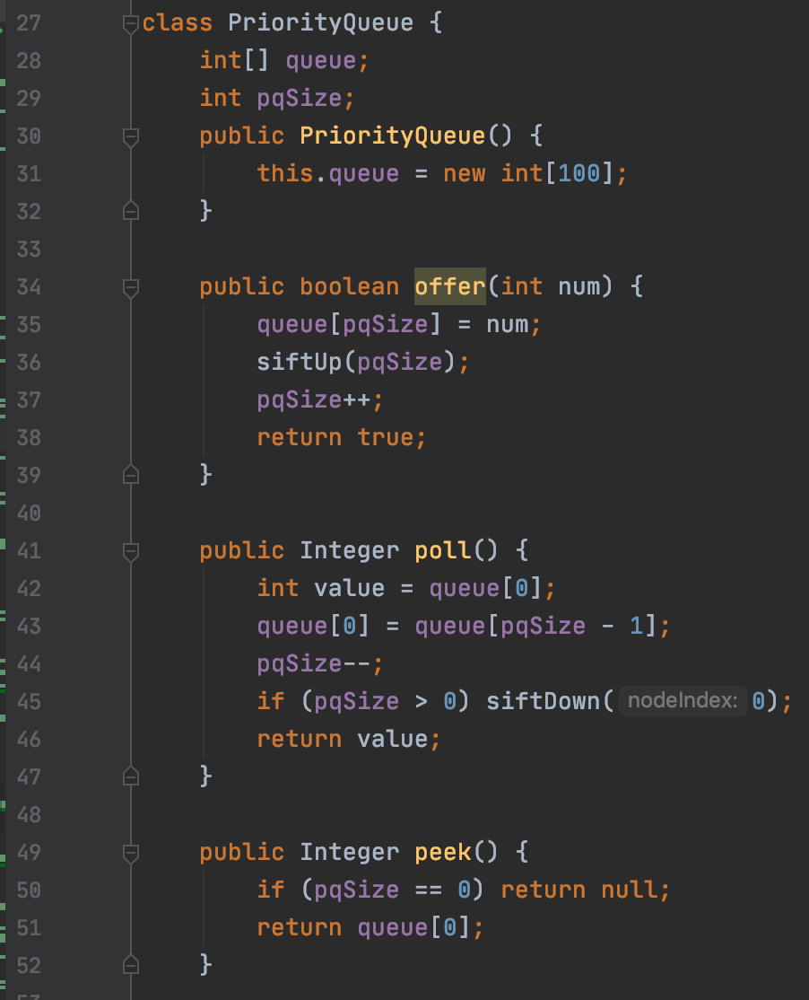 27 class PriorityQueue {
28 int[] queue;
29 int pqSize;
30 public PriorityQueue() {
31 this.queue = new int[100];
32 }
33
34 public boolean offer(int num) {
35 queue[pqSize] = num;
36 siftUp(pqSize);
37 pqSize++;
38 return true;
39 }
40
41 public Integer poll() {
42 int value = queue[0];
43 queue[0] = queue[pqSize - 1];
44 pqSize--;
45 if (pqSize > 0) siftDown( nodeIndex: 0);
46 return value;
47 }
48
49 public Integer peek() {
50 if (pqSize == 0) return null;
51 return queue[0];
52 }